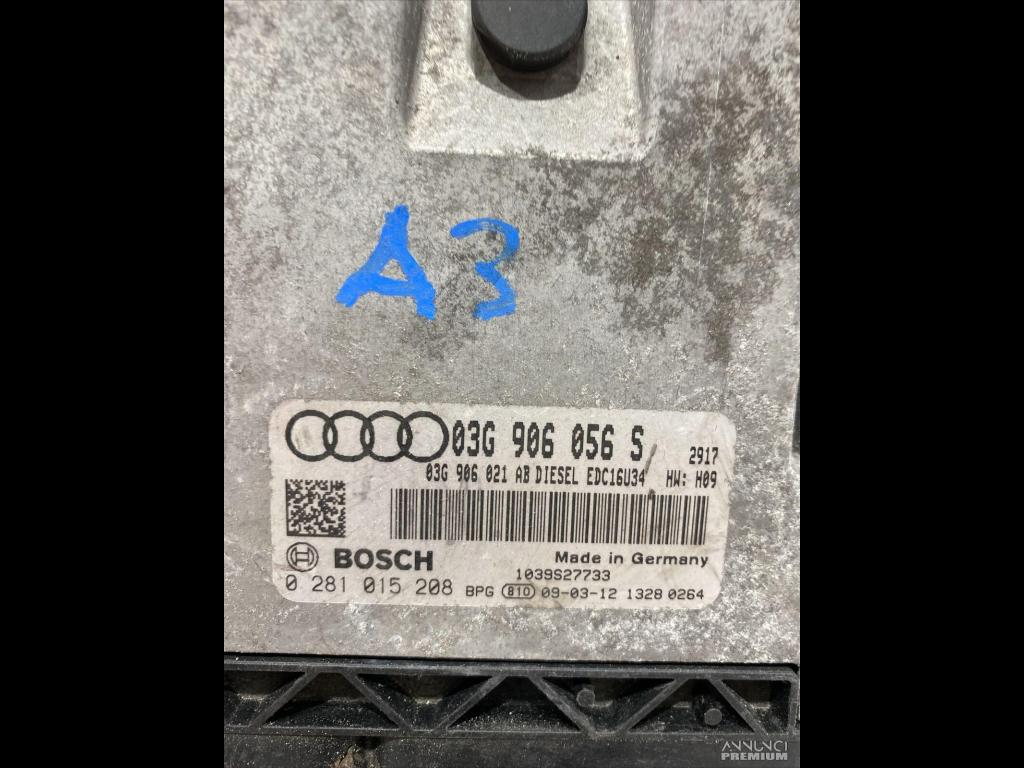 A3
03G 906 056 S 2917
03G 906 021 AB DIESEL EDC16U34 HW: H09
BOSCH Made in Germany
1039S27733
0 281 015 208 BPG 810 09-03-12 1328 0264
ANNUNCI
PREMIUM